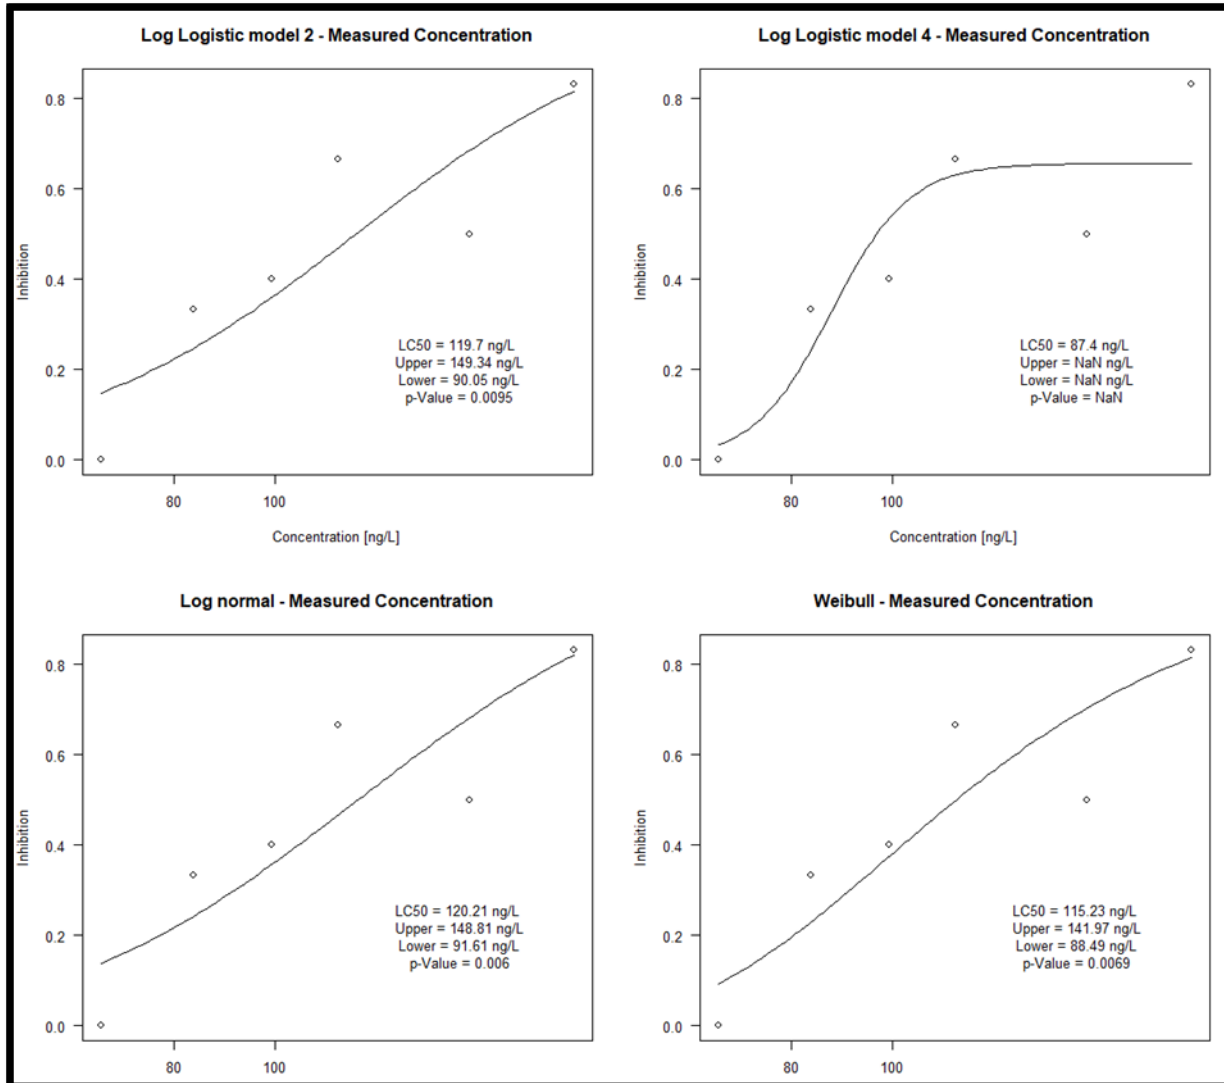 Log Logistic model 2 - Measured Concentration
0.8
0.6
0.4
0.2
0.0
Inhibition
LC50 = 119.7 ng/L
Upper = 149.34 ng/L
Lower = 90.05 ng/L
p-Value = 0.0095
80
100
Concentration [ng/L]
Log Logistic model 4 - Measured Concentration
0.8
0.6
0.4
0.2
0.0
Inhibition
LC50 = 87.4 ng/L
Upper = NaN ng/L
Lower = NaN ng/L
p-Value = NaN
80
100
Concentration [ng/L]
Log normal - Measured Concentration
0.8
0.6
0.4
0.2
0.0
Inhibition
LC50 = 120.21 ng/L
Upper = 148.81 ng/L
Lower = 91.61 ng/L
p-Value = 0.006
80
100
Weibull - Measured Concentration
0.8
0.6
0.4
0.2
0.0
Inhibition
LC50 = 115.23 ng/L
Upper = 141.97 ng/L
Lower = 88.49 ng/L
p-Value = 0.0069
80
100